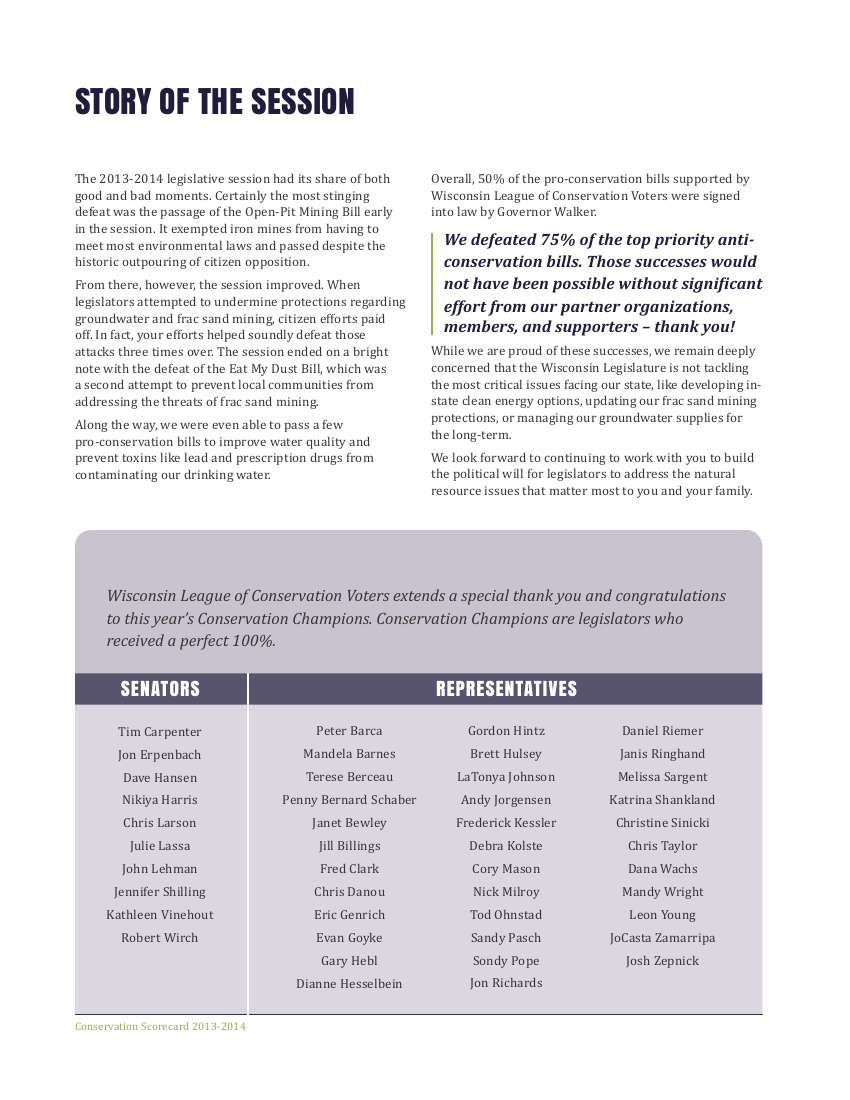 STORY OF THE SESSION
The 2013-2014 legislative session had its share of both
good and bad moments. Certainly the most stinging
defeat was the passage of the Open-Pit Mining Bill early
in the session. It exempted iron mines from having to
meet most environmental laws and passed despite the
historic outpouring of citizen opposition.
From there, however, the session improved. When
legislators attempted to undermine protections regarding
groundwater and frac sand mining, citizen efforts paid
off. In fact, your efforts helped soundly defeat those
attacks three times over. The session ended on a bright
note with the defeat of the Eat My Dust Bill, which was
a second attempt to prevent local communities from
addressing the threats of frac sand mining.
Along the way, we were even able to pass a few
pro-conservation bills to improve water quality and
prevent toxins like lead and prescription drugs from
contaminating our drinking water.
Overall, 50% of the pro-conservation bills supported by
Wisconsin League of Conservation Voters were signed
into law by Governor Walker.
We defeated 75% of the top priority anti-
conservation bills. Those successes would
not have been possible without significant
effort from our partner organizations,
members, and supporters – thank you!
While we are proud of these successes, we remain deeply
concerned that the Wisconsin Legislature is not tackling
the most critical issues facing our state, like developing in-
state clean energy options, updating our frac sand mining
protections, or managing our groundwater supplies for
the long-term.
We look forward to continuing to work with you to build
the political will for legislators to address the natural
resource issues that matter most to you and your family.
Wisconsin League of Conservation Voters extends a special thank you and congratulations
to this year's Conservation Champions. Conservation Champions are legislators who
received a perfect 100%.
SENATORS
Tim Carpenter
Jon Erpenbach
Dave Hansen
Nikiya Harris
Chris Larson
Julie Lassa
John Lehman
Jennifer Shilling
Kathleen Vinehout
Robert Wirch
REPRESENTATIVES
Peter Barca
Mandela Barnes
Terese Berceau
Penny Bernard Schaber
Janet Bewley
Jill Billings
Fred Clark
Chris Danou
Eric Genrich
Evan Goyke
Gary Hebl
Dianne Hesselbein
Gordon Hintz
Brett Hulsey
LaTonya Johnson
Andy Jorgensen
Frederick Kessler
Debra Kolste
Cory Mason
Nick Milroy
Tod Ohnstad
Sandy Pasch
Sondy Pope
Jon Richards
Daniel Riemer
Janis Ringhand
Melissa Sargent
Katrina Shankland
Christine Sinicki
Chris Taylor
Dana Wachs
Mandy Wright
Leon Young
JoCasta Zamarripa
Josh Zepnick
Conservation Scorecard 2013-2014